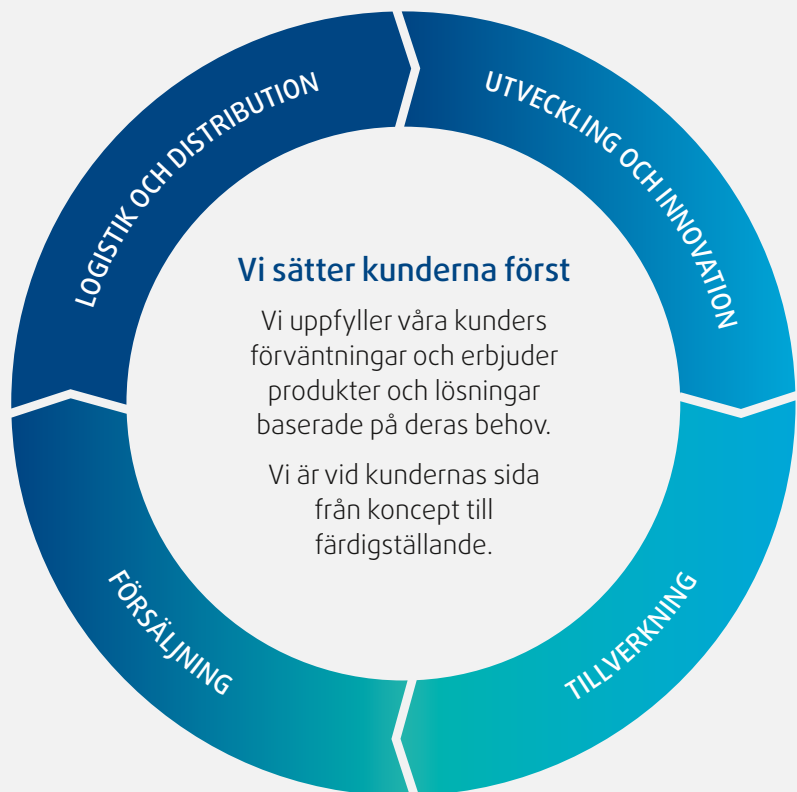 LOGISTIK OCH DISTRIBUTION
UTVECKLING OCH INNOVATION
Vi sätter kunderna först
Vi uppfyller våra kunders
förväntningar och erbjuder
produkter och lösningar
baserade på deras behov.
Vi är vid kundernas sida
från koncept till
färdigställande.
FÖRSÄLJNING
TILLVERKNING